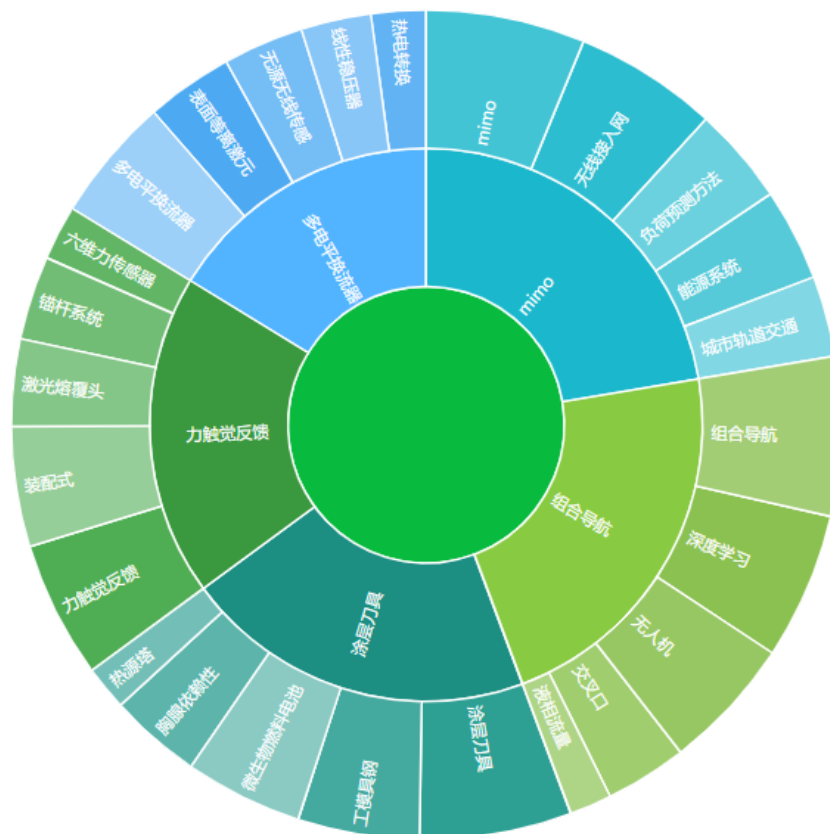 热电转换
线性稳压器
无源无线传感
表面等离激元
多电平换流器
多电平换流器
mimo
无线接入网
负荷预测方法
能源系统
城市轨道交通
mimo
组合导航
深度学习
无人机
交叉口
液相流量
组合导航
涂层刀具
工模具钢
微生物燃料电池
胸腺依赖性
热源塔
涂层刀具
力触觉反馈
装配式
激光熔覆头
锚杆系统
六维力传感器
力触觉反馈